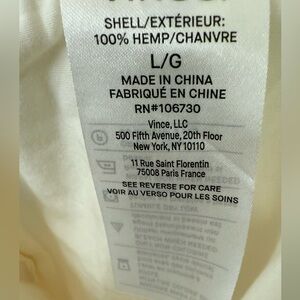 SHELL/EXTÉRIEUR:
100% HEMP/CHANVRE
L/G
MADE IN CHINA
FABRIQUÉ EN CHINE
RN#106730
Vince, LLC
500 Fifth Avenue, 20th Floor
New York, NY 10110
11 Rue Saint Florentin
75008 Paris France
SEE REVERSE FOR CARE
VOIR AU VERSO POUR LES SOINS